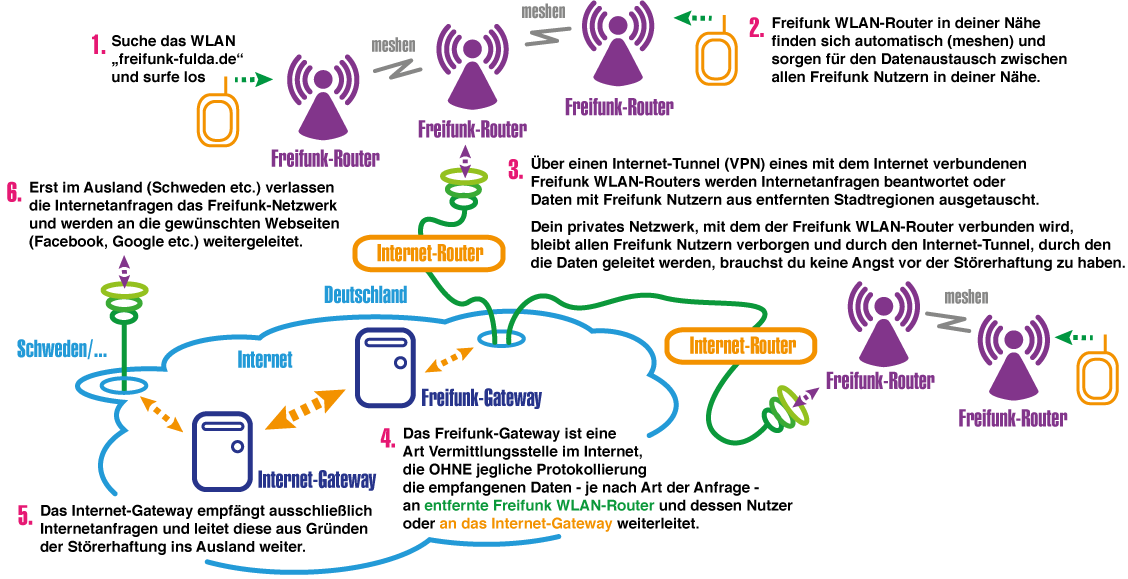 1. Suche das WLAN
„freifunk-fulda.de“
und surfe los
meshen
meshen
2. Freifunk WLAN-Router in deiner Nähe
finden sich automatisch (meshen) und
sorgen für den Datenaustausch zwischen
allen Freifunk Nutzern in deiner Nähe.
Freifunk-Router
Freifunk-Router
Freifunk-Router
3. Über einen Internet-Tunnel (VPN) eines mit dem Internet verbundenen
Freifunk WLAN-Routers werden Internetanfragen beantwortet oder
Daten mit Freifunk Nutzern aus entfernten Stadtregionen ausgetauscht.
Dein privates Netzwerk, mit dem der Freifunk WLAN-Router verbunden wird,
bleibt allen Freifunk Nutzern verborgen und durch den Internet-Tunnel, durch den
die Daten geleitet werden, brauchst du keine Angst vor der Störerhaftung zu haben.
6. Erst im Ausland (Schweden etc.) verlassen
die Internetanfragen das Freifunk-Netzwerk
und werden an die gewünschten Webseiten
(Facebook, Google etc.) weitergeleitet.
Internet-Router
Deutschland
meshen
Schweden/...
Internet
Internet-Router
Freifunk-Router
Freifunk-Router
Freifunk-Gateway
Internet-Gateway
4. Das Freifunk-Gateway ist eine
Art Vermittlungsstelle im Internet,
die OHNE jegliche Protokollierung
die empfangenen Daten - je nach Art der Anfrage -
an entfernte Freifunk WLAN-Router und dessen Nutzer
oder an das Internet-Gateway weiterleitet.
5. Das Internet-Gateway empfängt ausschließlich
Internetanfragen und leitet diese aus Gründen
der Störerhaftung ins Ausland weiter.